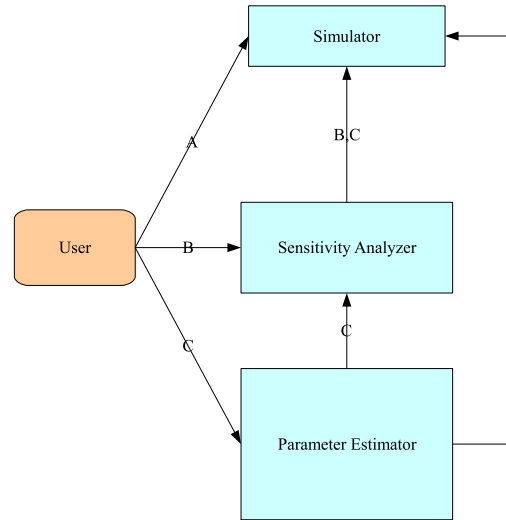 Simulator
A
B,C
User
B
Sensitivity Analyzer
C
C
Parameter Estimator